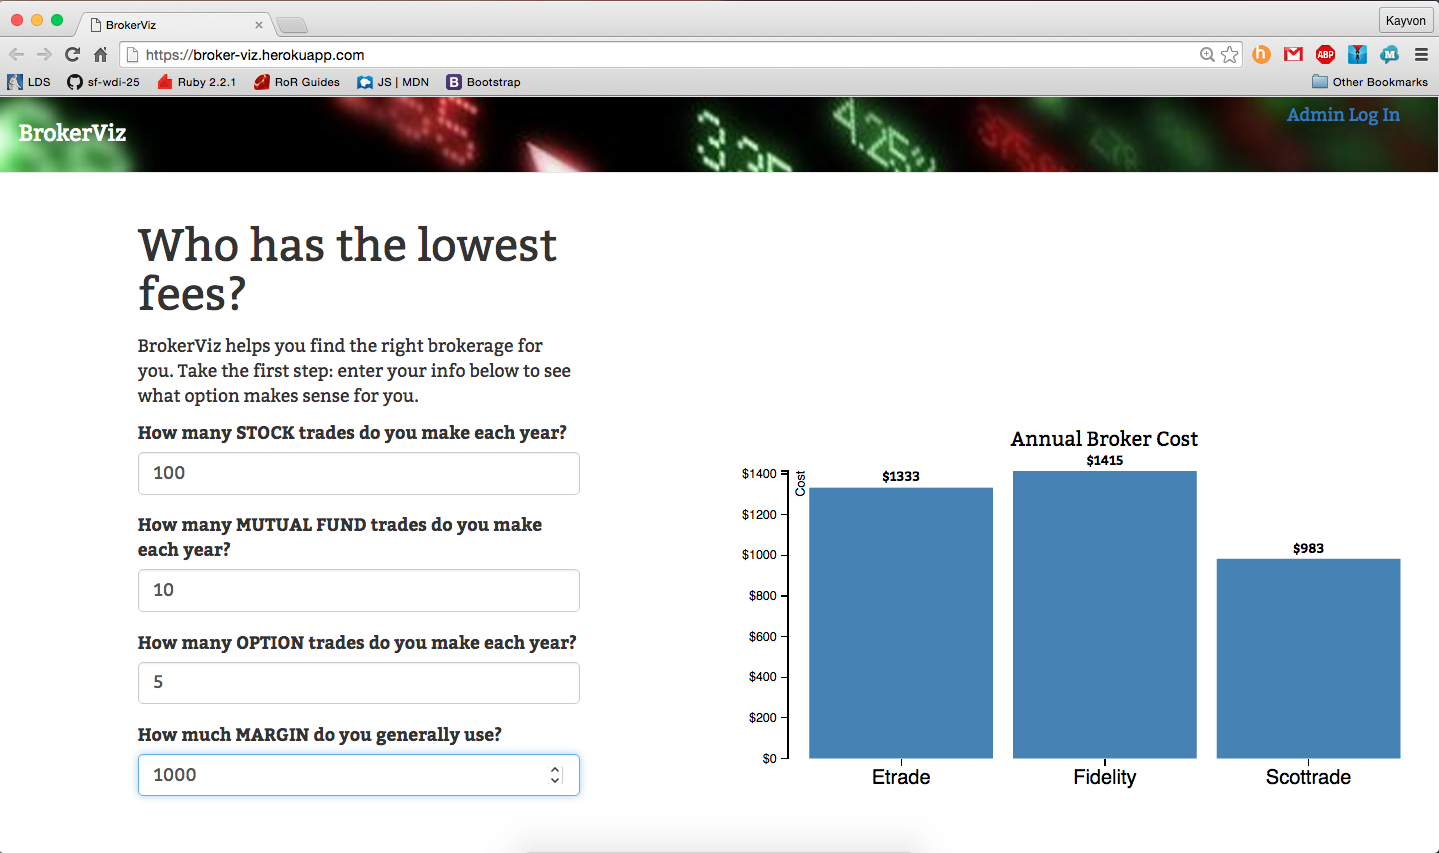 BrokerViz
Kayvon
https://broker-viz.herokuapp.com
ABP
M
LDS
sf-wdi-25
Ruby 2.2.1
RoR Guides
JS | MDN
B Bootstrap
Other Bookmarks
BrokerViz
3.35
4.25%
Admin Log In
Who has the lowest
fees?
BrokerViz helps you find the right brokerage for
you. Take the first step: enter your info below to see
what option makes sense for you.
How many STOCK trades do you make each year?
100
How many MUTUAL FUND trades do you make
each year?
10
How many OPTION trades do you make each year?
5
How much MARGIN do you generally use?
1000
Annual Broker Cost
$1333
$1415
$983
Cost
$1400
$1200
$1000
$800
$600
$400
$200
$0
Etrade
Fidelity
Scottrade